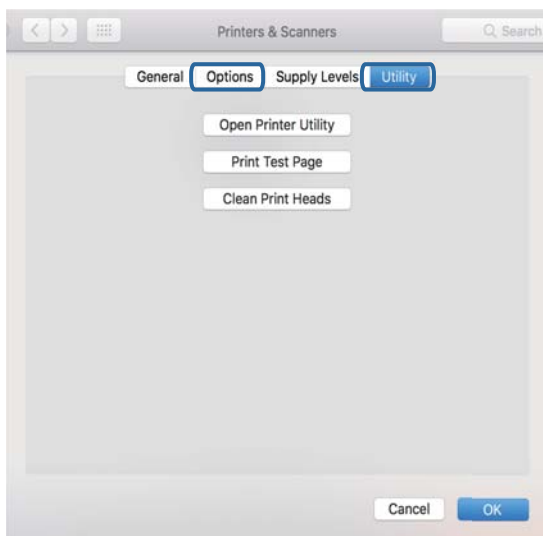 Printers & Scanners Search
General Options Supply Levels Utility
Open Printer Utility
Print Test Page
Clean Print Heads
Cancel OK